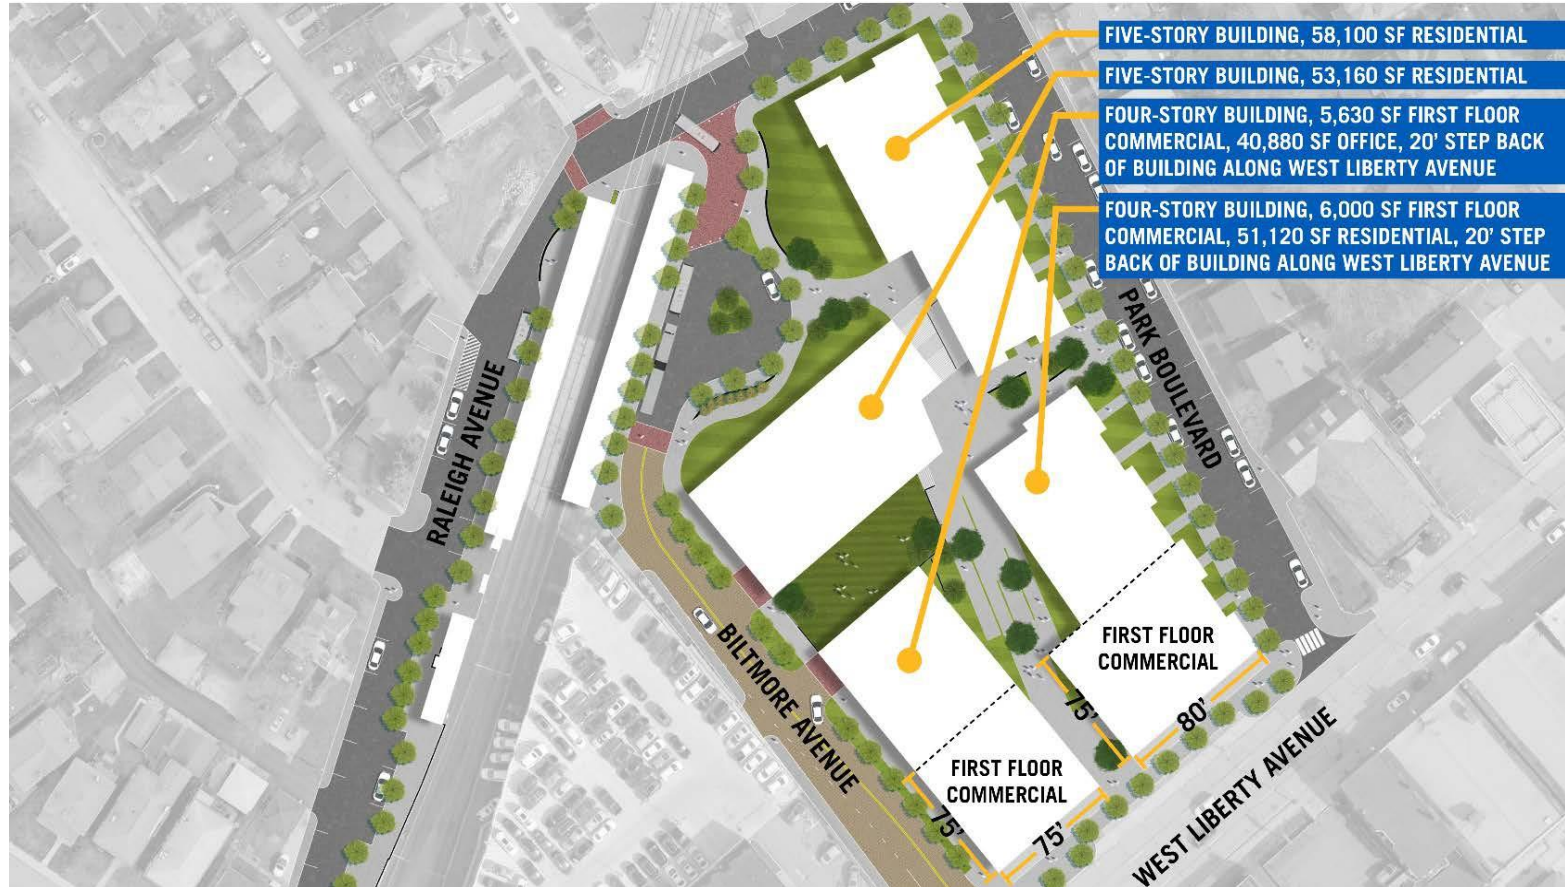 FIVE-STORY BUILDING, 58,100 SF RESIDENTIAL
FIVE-STORY BUILDING, 53,160 SF RESIDENTIAL
FOUR-STORY BUILDING, 5,630 SF FIRST FLOOR
COMMERCIAL, 40,880 SF OFFICE, 20' STEP BACK
OF BUILDING ALONG WEST LIBERTY AVENUE
FOUR-STORY BUILDING, 6,000 SF FIRST FLOOR
COMMERCIAL, 51,120 SF RESIDENTIAL, 20' STEP
BACK OF BUILDING ALONG WEST LIBERTY AVENUE
PARK BOULEVARD
RALEIGH AVENUE
BILTMORE AVENUE
FIRST FLOOR
COMMERCIAL
75'
80'
FIRST FLOOR
COMMERCIAL
75'
75'
WEST LIBERTY AVENUE